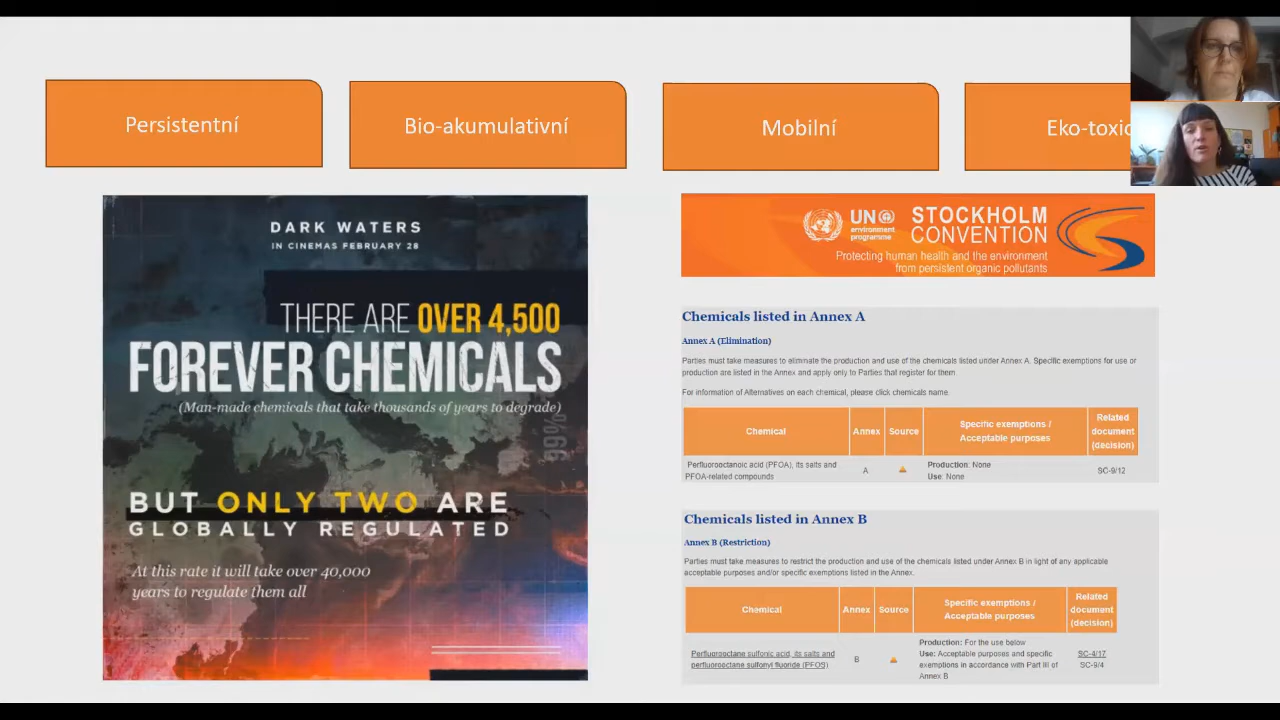 Persistentní
Bio-akumulativní
Mobilní
Eko-toxic
DARK WATERS
IN CINEMAS FEBRUARY 28
THERE ARE OVER 4,500
FOREVER CHEMICALS
(Man-made chemicals that take thousands of years to degrade)
%66
BUT ONLY TWO ARE
GLOBALLY REGULATED
At this rate it will take over 40,000
years to regulate them all
UN
environment
programme
STOCKHOLM
CONVENTION
Protecting human health and the environment
from persistent organic pollutants
Chemicals listed in Annex A
Annex A (Elimination)
Parties must take measures to eliminate the production and use of the chemicals listed under Annex A. Specific exemptions for use or
production are listed in the Annex and apply only to Parties that register for them.
For information of Alternatives on each chemical, please click chemicals name.
Chemical
Annex
Source
Specific exemptions /
Acceptable purposes
Related
document
(decision)
Perfluorooctanoic acid (PFOA), its salts and
PFOA-related compounds
A
Production: None
Use: None
SC-9/12
Chemicals listed in Annex B
Annex B (Restriction)
Parties must take measures to restrict the production and use of the chemicals listed under Annex B in light of any applicable
acceptable purposes and/or specific exemptions listed in the Annex.
Chemical
Annex
Source
Specific exemptions /
Acceptable purposes
Related
document
(decision)
Perfluorooctane sulfonic acid, its salts and
perfluorooctane sulfonyl fluoride (PFOS)
B
Production: For the use below
Use: Acceptable purposes and specific
exemptions in accordance with Part III of
Annex B
SC-4/17
SC-9/4